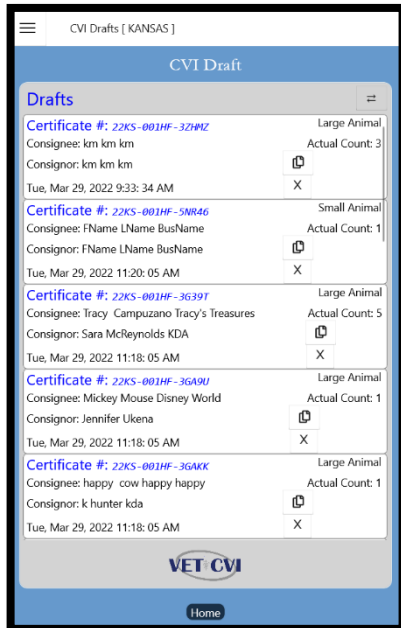 CVI Drafts [ KANSAS ]
CVI Draft
Drafts
Certificate #: 22KS-001HF-3ZHMZ Large Animal
Consignee: km km km Actual Count: 3
Consignor: km km km
Tue, Mar 29, 2022 9:33: 34 AM X
Certificate #: 22KS-001HF-5NR46 Small Animal
Consignee: FName LName BusName Actual Count: 1
Consignor: FName LName BusName
Tue, Mar 29, 2022 11:20: 05 AM X
Certificate #: 22KS-001HF-3G39T Large Animal
Consignee: Tracy Campuzano Tracy's Treasures Actual Count: 5
Consignor: Sara McReynolds KDA
Tue, Mar 29, 2022 11:18: 05 AM X
Certificate #: 22KS-001HF-3GA9U Large Animal
Consignee: Mickey Mouse Disney World Actual Count: 1
Consignor: Jennifer Ukena
Tue, Mar 29, 2022 11:18: 05 AM X
Certificate #: 22KS-001HF-3GAKK Large Animal
Consignee: happy cow happy happy Actual Count: 1
Consignor: k hunter kda
Tue, Mar 29, 2022 11:18: 05 AM X
VET CVI
Home